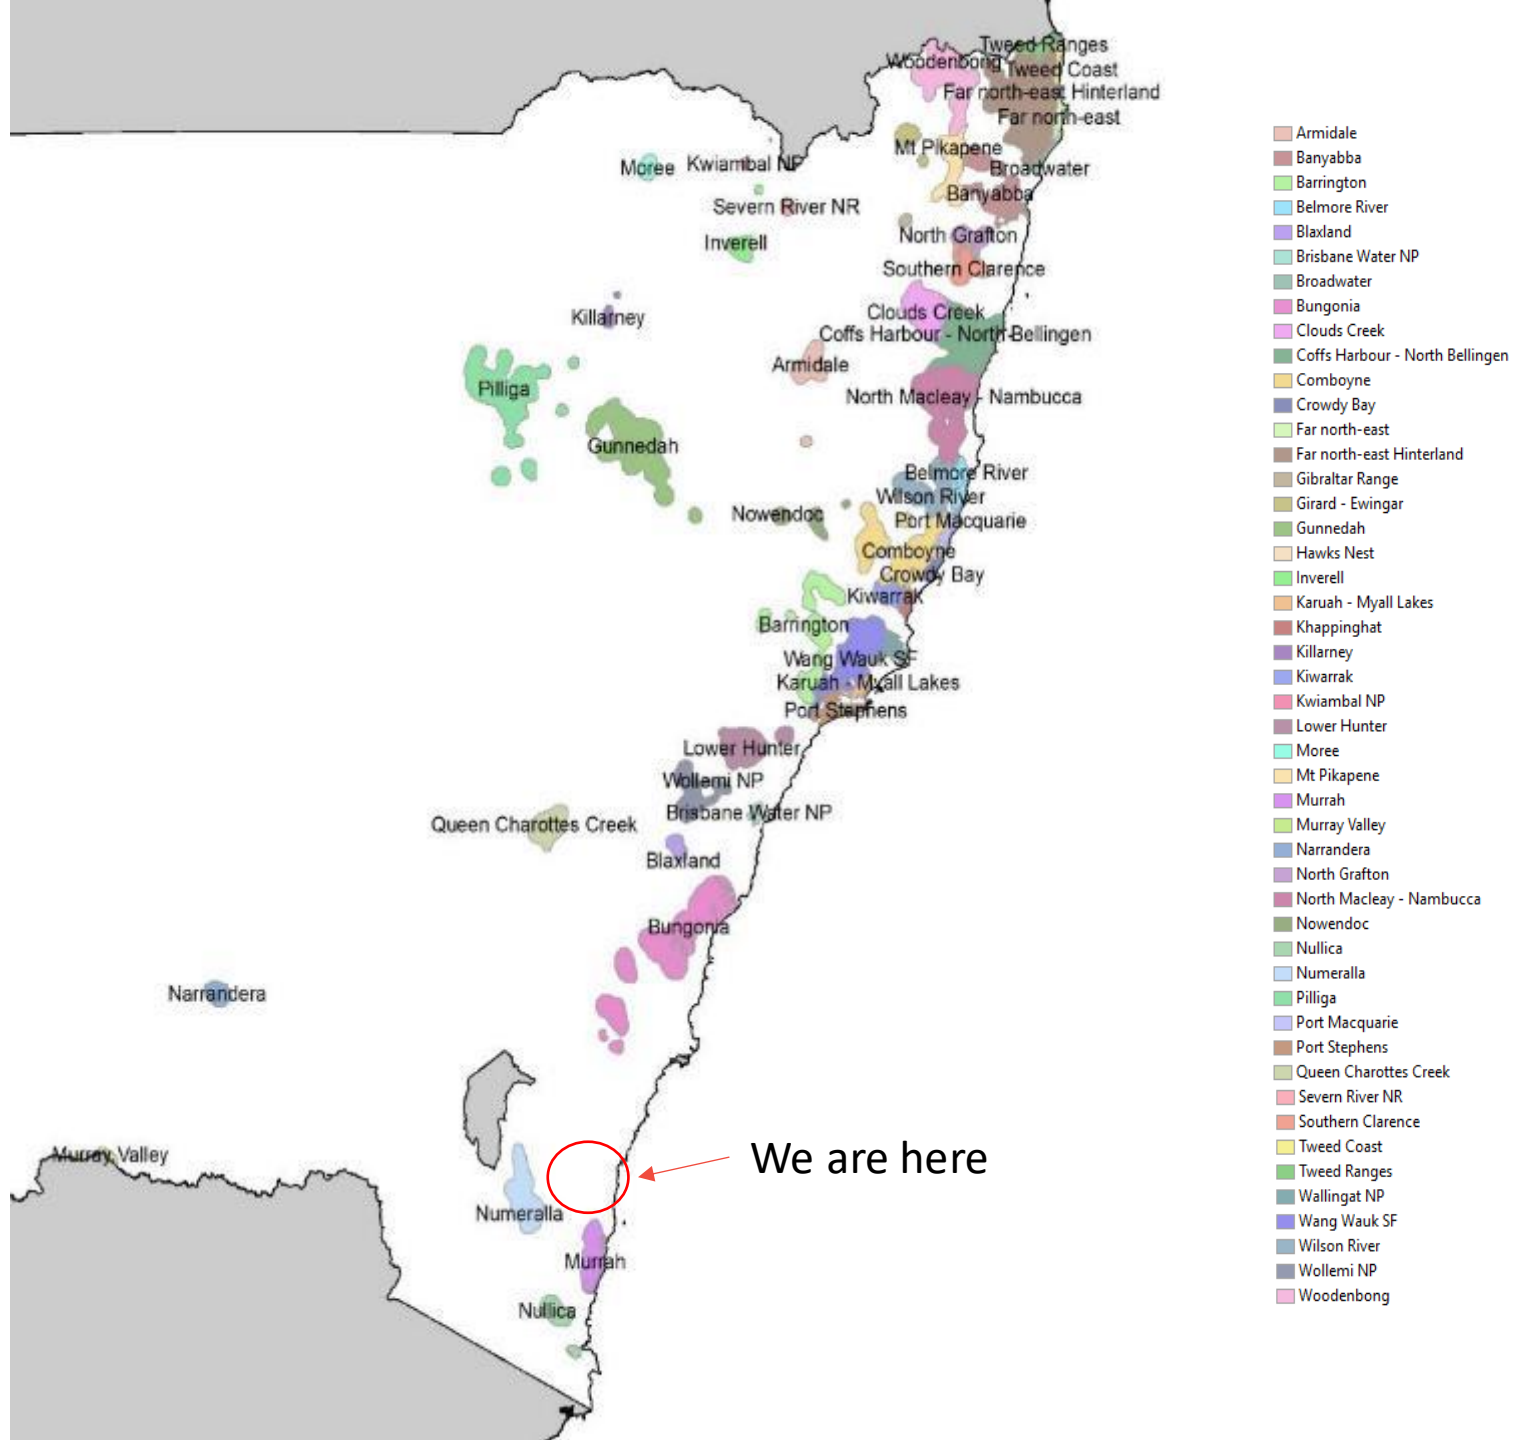 Tweed Ranges
Woodenbong
Tweed Coast
Far north-east Hinterland
Far north-east
Mt Pikapene
Moree
Kwiambal NP
Broadwater
Banyabba
Severn River NR
North Grafton
Inverell
Southern Clarence
Killarney
Clouds Creek
Coffs Harbour - North Bellingen
Armidale
Pilliga
North Macleay - Nambucca
Gunnedah
Belmore River
Wilson River
Nowendoc
Port Macquarie
Comboyne
Crowdy Bay
Kiwarrak
Barrington
Wang Wauk SF
Karuah - Myall Lakes
Port Stephens
Lower Hunter
Wollemi NP
Brisbane Water NP
Queen Charottes Creek
Blaxland
Bungonia
Narrandera
Murray Valley
We are here
Numeralla
Murrah
Nullica
Armidale
Banyabba
Barrington
Belmore River
Blaxland
Brisbane Water NP
Broadwater
Bungonia
Clouds Creek
Coffs Harbour - North Bellingen
Comboyne
Crowdy Bay
Far north-east
Far north-east Hinterland
Gibraltar Range
Girard - Ewingar
Gunnedah
Hawks Nest
Inverell
Karuah - Myall Lakes
Khappinghat
Killarney
Kiwarrak
Kwiambal NP
Lower Hunter
Moree
Mt Pikapene
Murrah
Murray Valley
Narrandera
North Grafton
North Macleay - Nambucca
Nowendoc
Nullica
Numeralla
Pilliga
Port Macquarie
Port Stephens
Queen Charottes Creek
Severn River NR
Southern Clarence
Tweed Coast
Tweed Ranges
Wallingat NP
Wang Wauk SF
Wilson River
Wollemi NP
Woodenbong